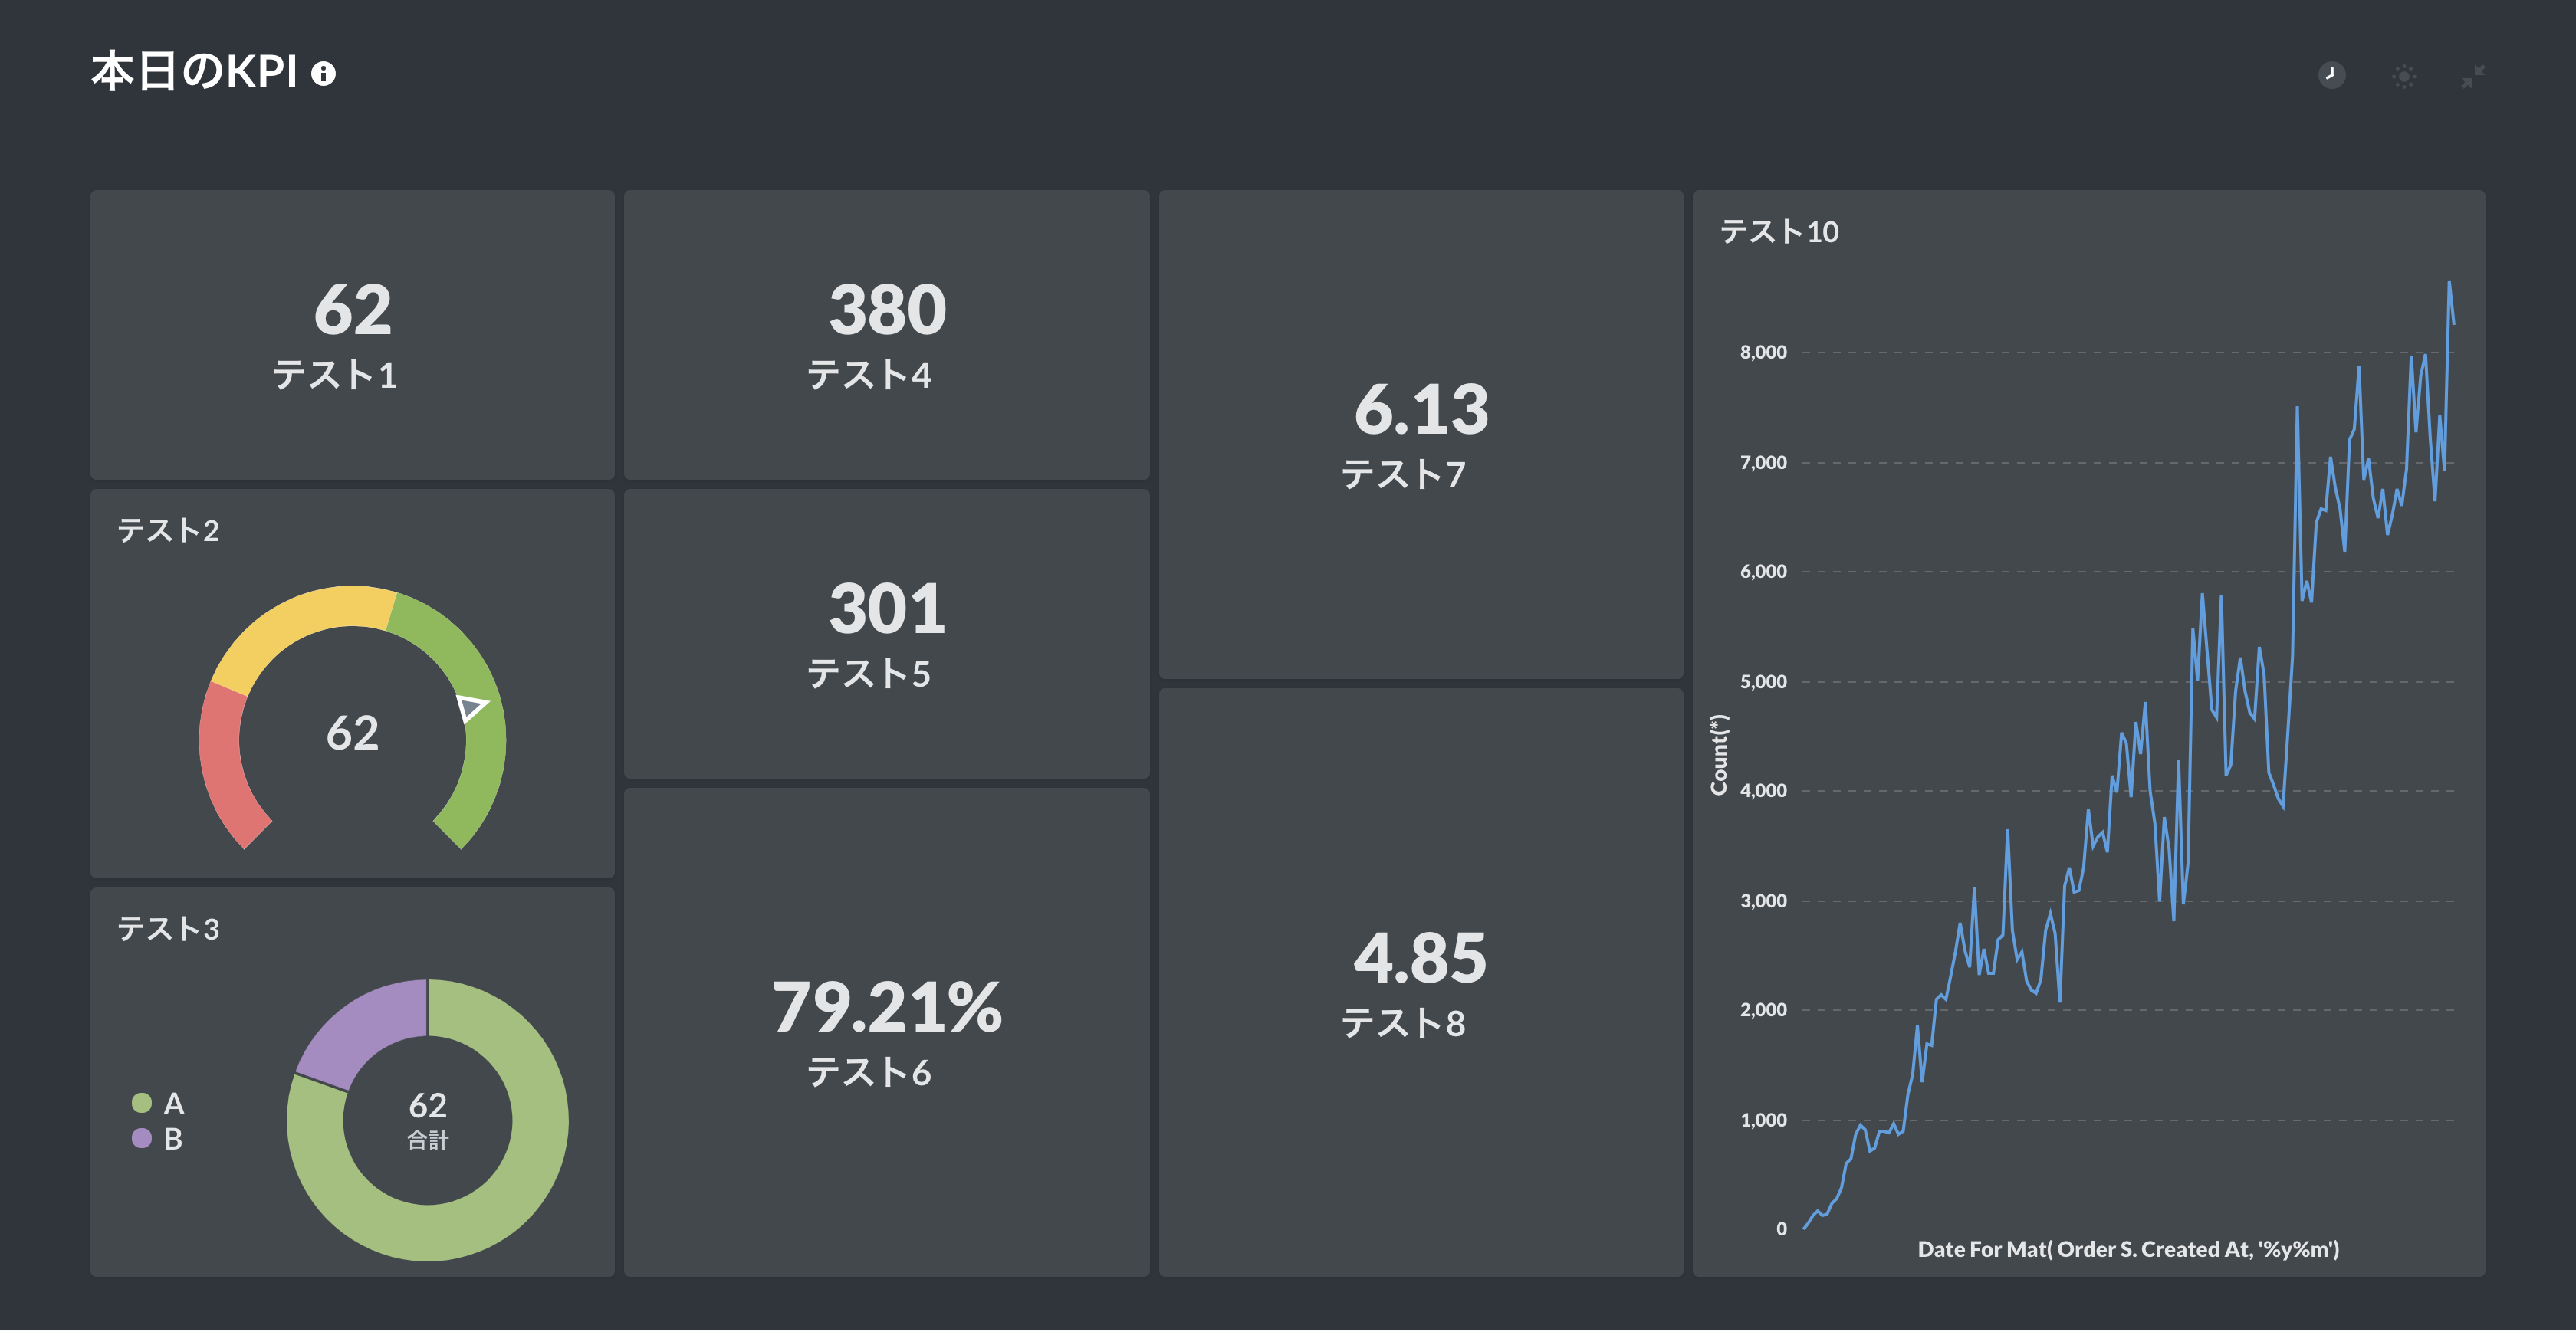 本日のKPI
62
テスト1
テスト2
62
テスト3
A
B
62
合計
380
テスト4
301
テスト5
79.21%
テスト6
6.13
テスト7
4.85
テスト8
テスト10
8,000
7,000
6,000
5,000
4,000
3,000
2,000
1,000
0
Count(*)
Date For Mat( Order S. Created At, '%y%m')